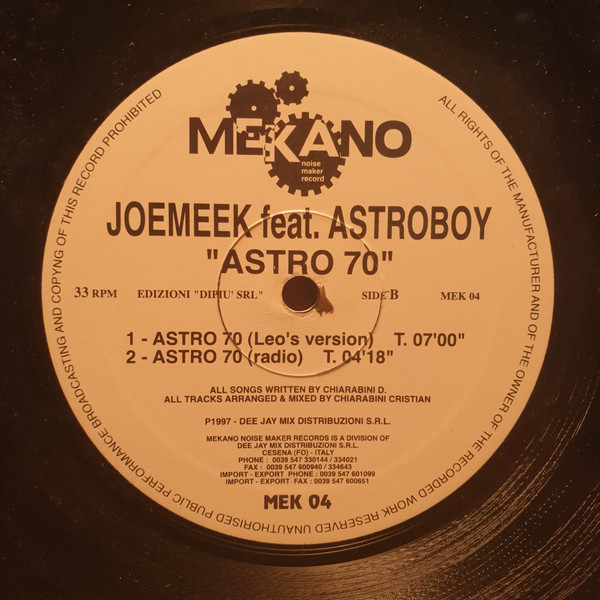 MEKANO
noise
maker
record
JOEMEEK feat. ASTROBOY
"ASTRO 70"
33 RPM EDIZIONI "DIPIU' SRL" SIDE B MEK 04
1 - ASTRO 70 (Leo's version) T. 07'00"
2 - ASTRO 70 (radio) T. 04'18"
ALL SONGS WRITTEN BY CHIARABINI D.
ALL TRACKS ARRANGED & MIXED BY CHIARABINI CRISTIAN
P1997 - DEE JAY MIX DISTRIBUZIONI S.R.L.
MEKANO NOISE MAKER RECORDS IS A DIVISION OF
DEE JAY MIX DISTRIBUZIONI S.R.L.
CESENA (FO) - ITALY
PHONE : 0039 547 330144 / 334021
FAX : 0039 547 600940 / 334643
IMPORT - EXPORT PHONE : 0039 547 601099
IMPORT - EXPORT FAX : 0039 547 600651
MEK 04
ALL RIGHTS OF THE MANUFACTURER AND OF THE OWNER OF THE RECORDED WORK RESERVED UNAUTHORISED PUBLIC PERFORMANCE BROADCASTING AND COPYNG OF THIS RECORD PROHIBITED